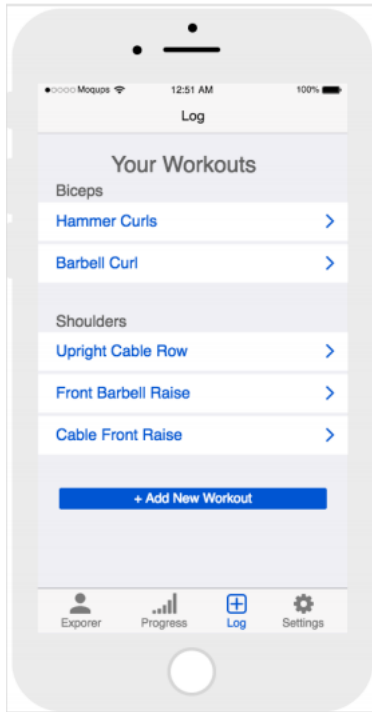 Moqups 12:51 AM 100%
Log
Your Workouts
Biceps
Hammer Curls
Barbell Curl
Shoulders
Upright Cable Row
Front Barbell Raise
Cable Front Raise
+ Add New Workout
Exporer Progress Log Settings